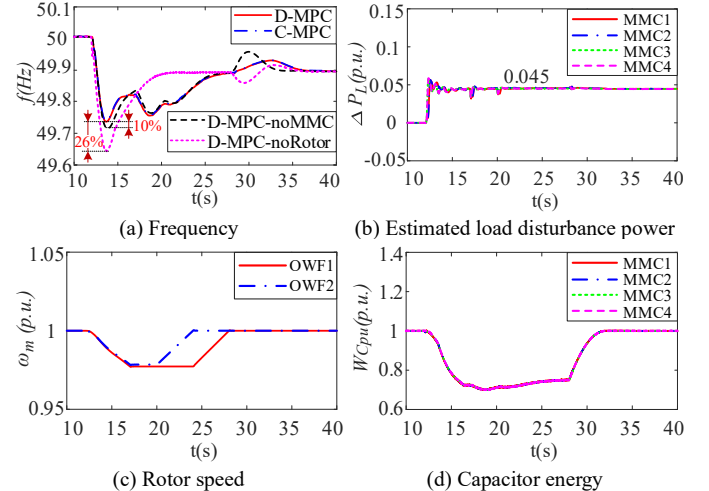 50
49.9
49.8
49.7
49.6
f(Hz)
D-MPC
C-MPC
D-MPC-noMMC
D-MPC-noRotor
26%
10%
10 15 20 25 30 35 40
t(s)
(a) Frequency
0.15
0.1
0.05
0
-0.05
Δ P_L(p.u.)
MMC1
MMC2
MMC3
MMC4
0.045
10 15 20 25 30 35 40
t(s)
(b) Estimated load disturbance power
1.05
1
0.95
ω_m (p.u.)
OWF1
OWF2
10 15 20 25 30 35 40
t(s)
(c) Rotor speed
1.4
1.2
1
0.8
0.6
W_Cpu(p.u.)
MMC1
MMC2
MMC3
MMC4
10 15 20 25 30 35 40
t(s)
(d) Capacitor energy